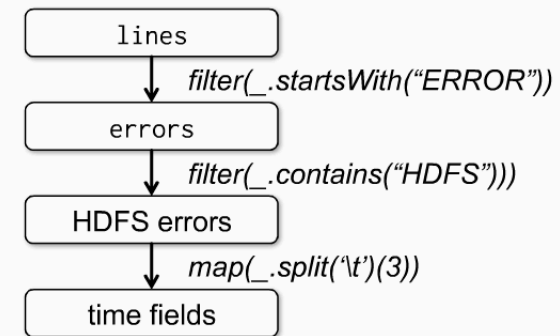 lines
filter(_.startsWith(“ERROR”))
errors
filter(_.contains(“HDFS”)))
HDFS errors
map(_.split(‘\t’)(3))
time fields